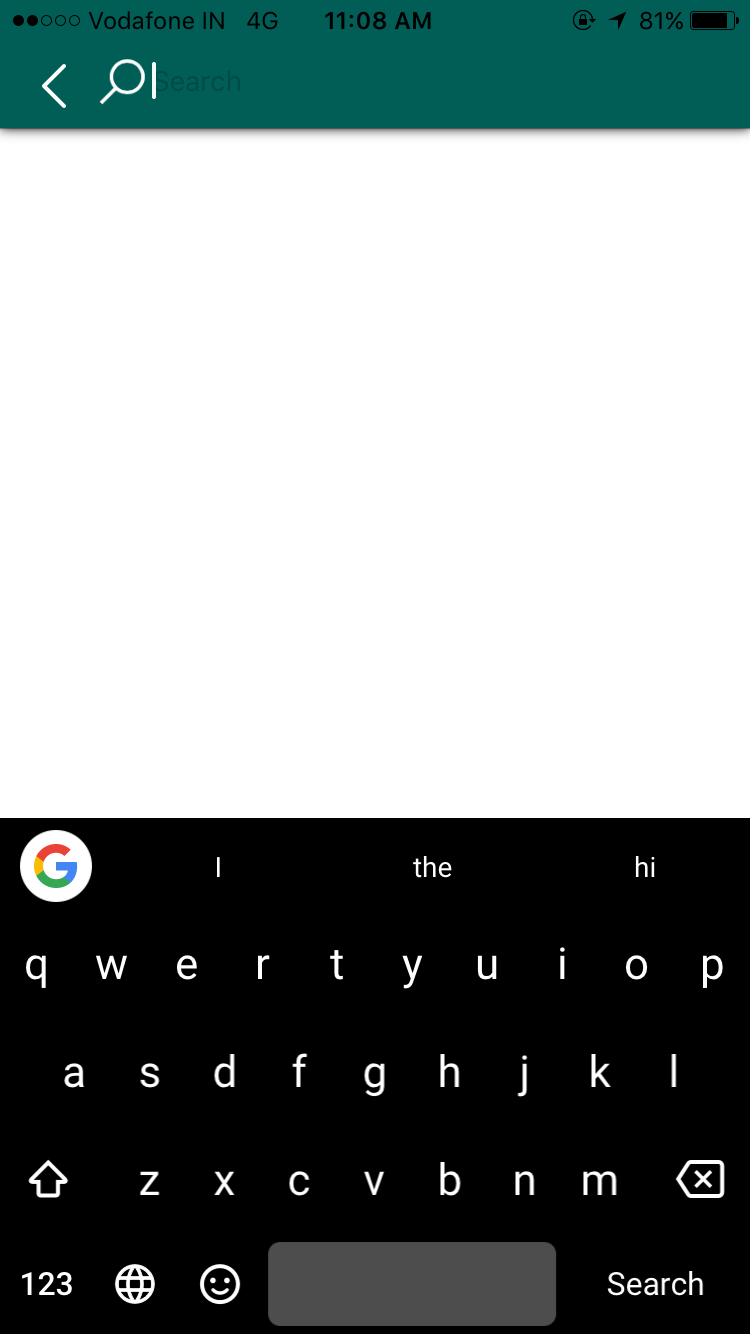 Vodafone IN 4G 11:08 AM 81%
Search
I the hi
q w e r t y u i o p
a s d f g h j k l
z x c v b n m
123 Search